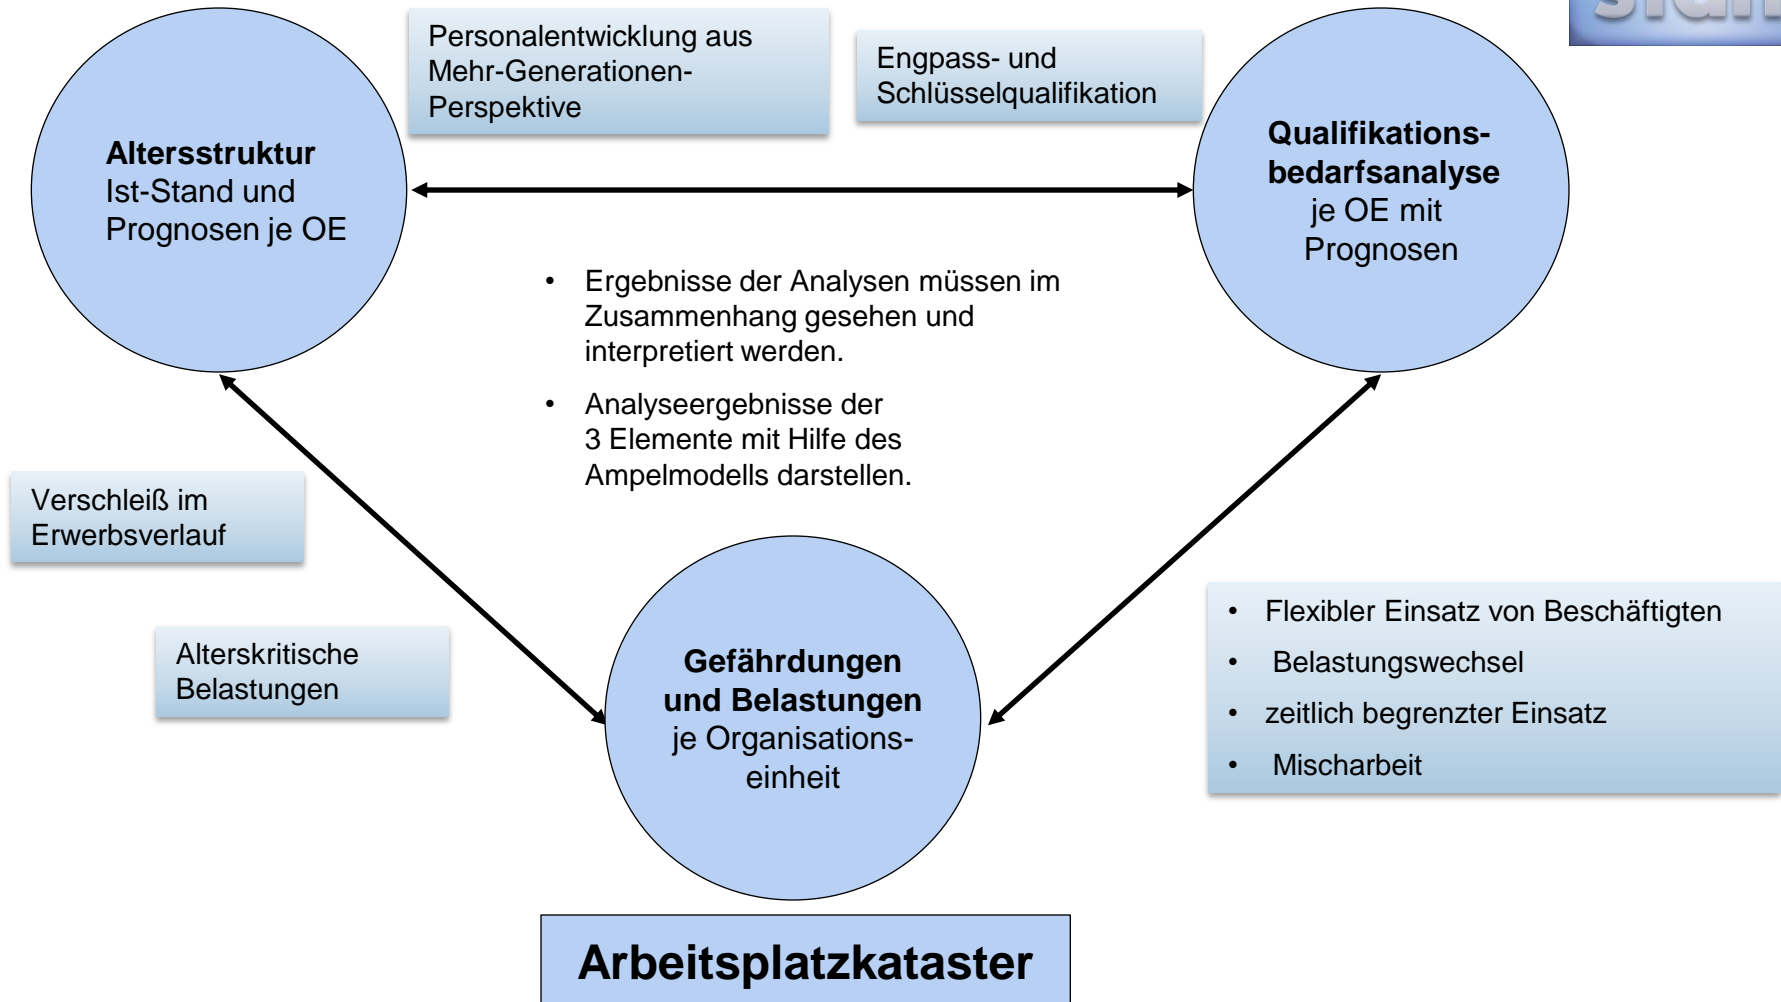 Personalentwicklung aus
Mehr-Generationen-
Perspektive
Engpass- und
Schlüsselqualifikation
Altersstruktur
Ist-Stand und
Prognosen je OE
Qualifikations-
bedarfsanalyse
je OE mit
Prognosen
• Ergebnisse der Analysen müssen im
Zusammenhang gesehen und
interpretiert werden.
• Analyseergebnisse der
3 Elemente mit Hilfe des
Ampelmodells darstellen.
Verschleiß im
Erwerbsverlauf
Alterskritische
Belastungen
Gefährdungen
und Belastungen
je Organisations-
einheit
• Flexibler Einsatz von Beschäftigten
• Belastungswechsel
• zeitlich begrenzter Einsatz
• Mischarbeit
Arbeitsplatzkataster